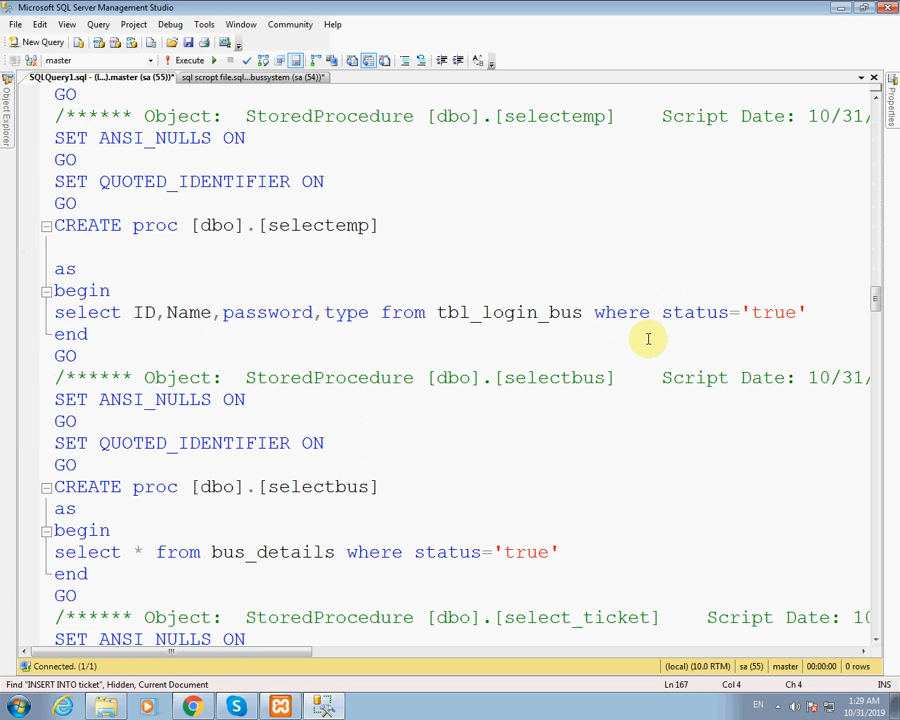 Microsoft SQL Server Management Studio
File Edit View Query Project Debug Tools Window Community Help
New Query
master Execute
SQLQuery1.sql - (l...).master (sa (55))* sql scropt file.sql...bussystem (sa (54))*
Object Explorer
Properties
GO
/****** Object:  StoredProcedure [dbo].[selectemp]    Script Date: 10/31/
SET ANSI_NULLS ON
GO
SET QUOTED_IDENTIFIER ON
GO
CREATE proc [dbo].[selectemp]
as
begin
select ID,Name,password,type from tbl_login_bus where status='true'
end
GO
/****** Object:  StoredProcedure [dbo].[selectbus]    Script Date: 10/31/
SET ANSI_NULLS ON
GO
SET QUOTED_IDENTIFIER ON
GO
CREATE proc [dbo].[selectbus]
as
begin
select * from bus_details where status='true'
end
GO
/****** Object:  StoredProcedure [dbo].[select_ticket]    Script Date: 10
SET ANSI NULLS ON
Connected. (1/1) (local) (10.0 RTM) sa (55) master 00:00:00 0 rows
Find "INSERT INTO ticket", Hidden, Current Document Ln 167 Col 4 Ch 4 INS
EN 1:29 AM
10/31/2019